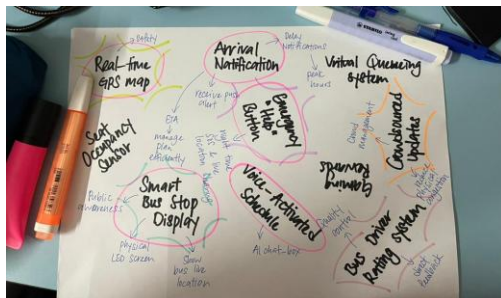 Real-time
GPS map
safety
Arrival
Notification
Delay
Notifications
peak
hours
Virtual Queueing
System
receive push
alert
ETA
manage
plan
efficiently
Emergency
"Help"
Button
Seat
Occupancy
Sensor
Crowd
management
Crowdsourced
Updates
Gaming
Rewards
Public
awareness
Smart
Bus Stop
Display
physical
LED screen
Show
bus live
location
Voice-Activated
Schedule
AI chat-box
Quality
control
Bus Driver
Rating System
direct
feedback